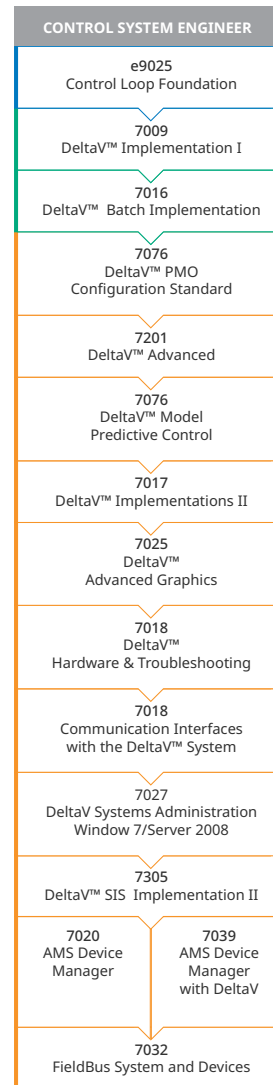 CONTROL SYSTEM ENGINEER
e9025
Control Loop Foundation
7009
DeltaV™ Implementation I
7016
DeltaV™ Batch Implementation
7076
DeltaV™ PMO
Configuration Standard
7201
DeltaV™ Advanced
7076
DeltaV™ Model
Predictive Control
7017
DeltaV™ Implementations II
7025
DeltaV™
Advanced Graphics
7018
DeltaV™
Hardware & Troubleshooting
7018
Communication Interfaces
with the DeltaV™ System
7027
DeltaV Systems Administration
Window 7/Server 2008
7305
DeltaV™ SIS Implementation II
7020
AMS Device
Manager
7039
AMS Device
Manager
with DeltaV
7032
FieldBus System and Devices